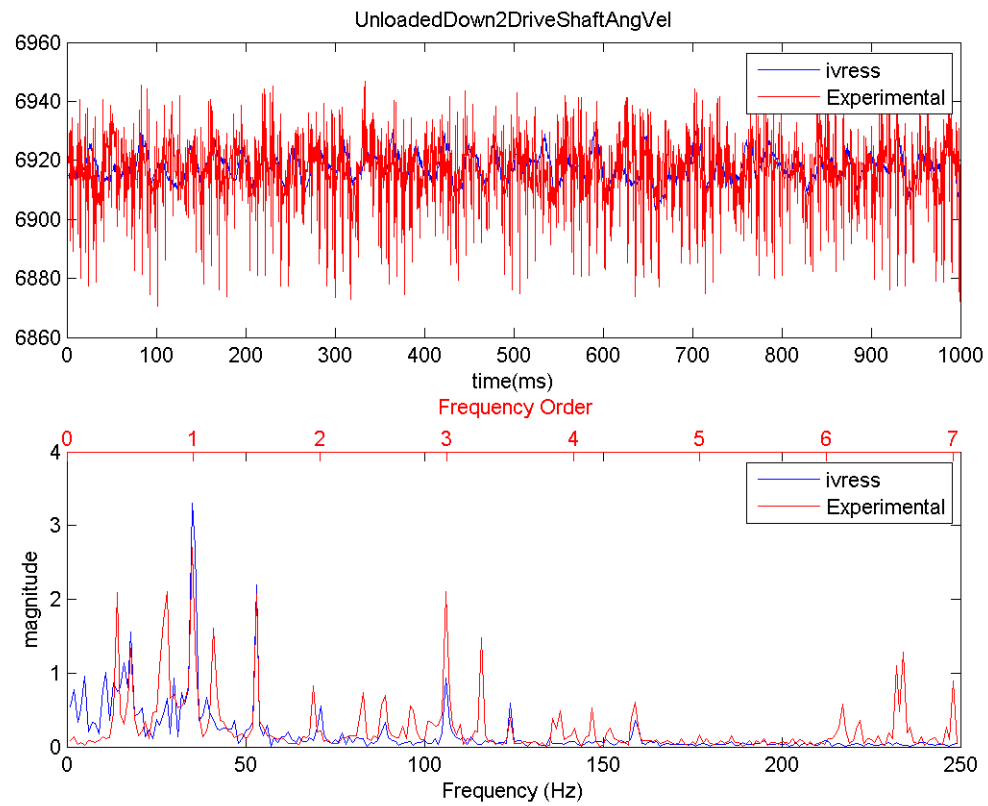 UnloadedDown2DriveShaftAngVel
6960
6940
6920
6900
6880
6860
ivress
Experimental
0 100 200 300 400 500 600 700 800 900 1000
time(ms)
Frequency Order
0 1 2 3 4 5 6 7
4
3
2
1
0
magnitude
ivress
Experimental
0 50 100 150 200 250
Frequency (Hz)